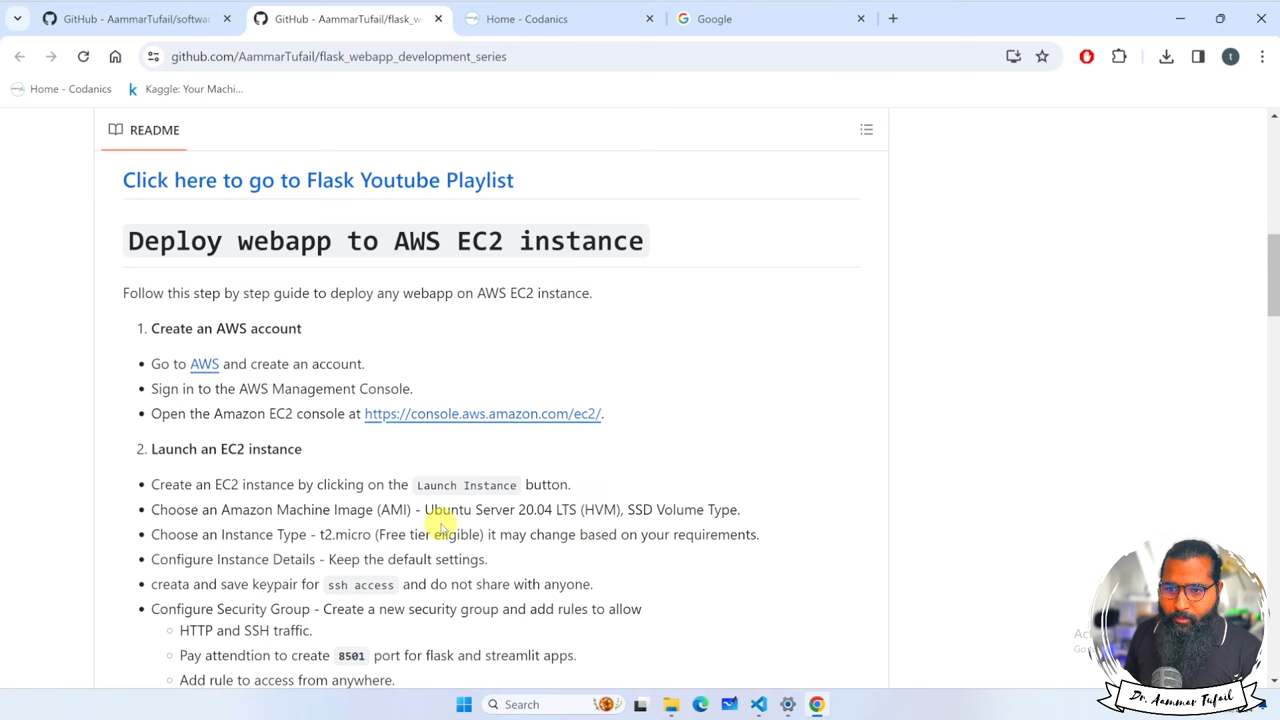 GitHub - AammarTufail/softwa
GitHub - AammarTufail/flask_w
Home - Codanics
Google
github.com/AammarTufail/flask_webapp_development_series
t
Home - Codanics
Kaggle: Your Machi...
README
Click here to go to Flask Youtube Playlist
Deploy webapp to AWS EC2 instance
Follow this step by step guide to deploy any webapp on AWS EC2 instance.
1. Create an AWS account
• Go to AWS and create an account.
• Sign in to the AWS Management Console.
• Open the Amazon EC2 console at https://console.aws.amazon.com/ec2/.
2. Launch an EC2 instance
• Create an EC2 instance by clicking on the Launch Instance button.
• Choose an Amazon Machine Image (AMI) - Ubuntu Server 20.04 LTS (HVM), SSD Volume Type.
• Choose an Instance Type - t2.micro (Free tier eligible) it may change based on your requirements.
• Configure Instance Details - Keep the default settings.
• creata and save keypair for ssh access and do not share with anyone.
• Configure Security Group - Create a new security group and add rules to allow
○ HTTP and SSH traffic.
○ Pay attendtion to create 8501 port for flask and streamlit apps.
○ Add rule to access from anywhere.
Dr. Aammar Tufail
Search